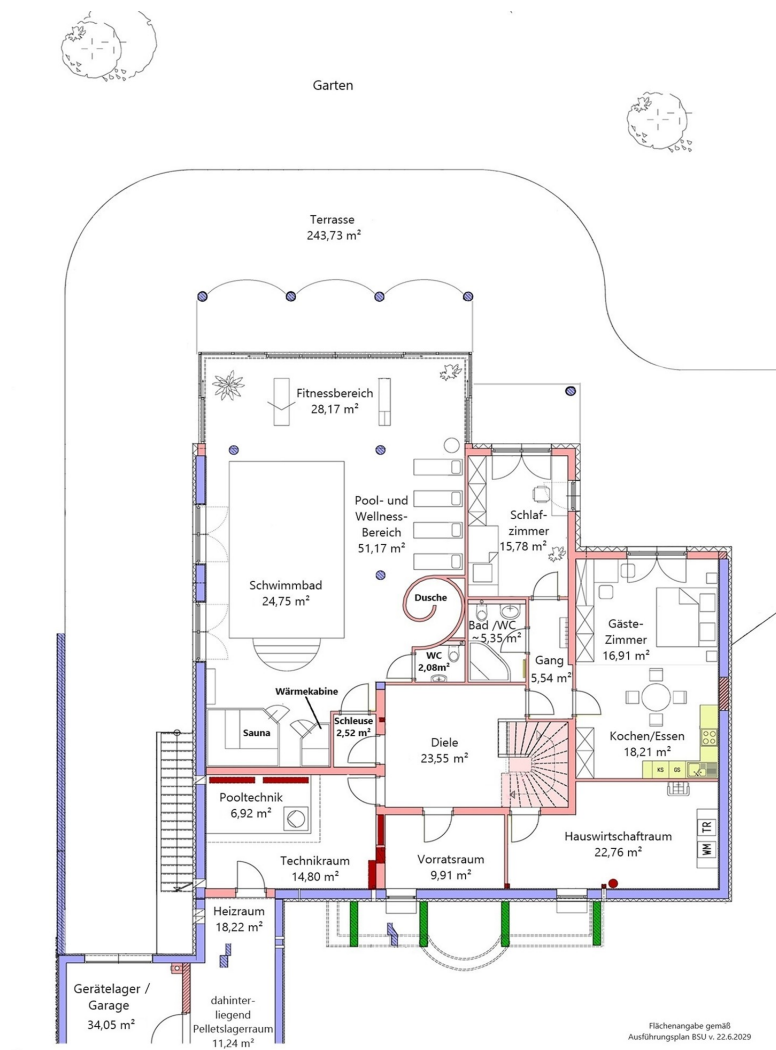 Garten
Terrasse
243,73 m²
Fitnessbereich
28,17 m²
Pool- und
Wellness-
Bereich
51,17 m²
Schlaf-
zimmer
15,78 m²
Schwimmbad
24,75 m²
Dusche
Bad /WC
~5,35 m²
Gäste-
Zimmer
16,91 m²
WC
2,08m²
Gang
5,54 m²
Wärmekabine
Schleuse
2,52 m²
Sauna
Diele
23,55 m²
Kochen/Essen
18,21 m²
KS
GS
Pooltechnik
6,92 m²
Technikraum
14,80 m²
Vorratsraum
9,91 m²
Hauswirtschaftraum
22,76 m²
TR
WM
Heizraum
18,22 m²
Gerätelager /
Garage
34,05 m²
dahinter-
liegend
Pelletslagerraum
11,24 m²
Flächenangabe gemäß
Ausführungsplan BSU v. 22.6.2029